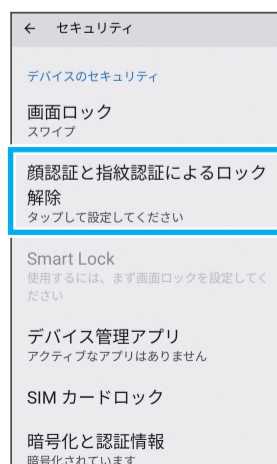 ← セキュリティ
デバイスのセキュリティ
画面ロック
スワイプ
顔認証と指紋認証によるロック
解除
タップして設定してください
Smart Lock
使用するには、まず画面ロックを設定してく
ださい
デバイス管理アプリ
アクティブなアプリはありません
SIM カードロック
暗号化と認証情報
暗号化されています